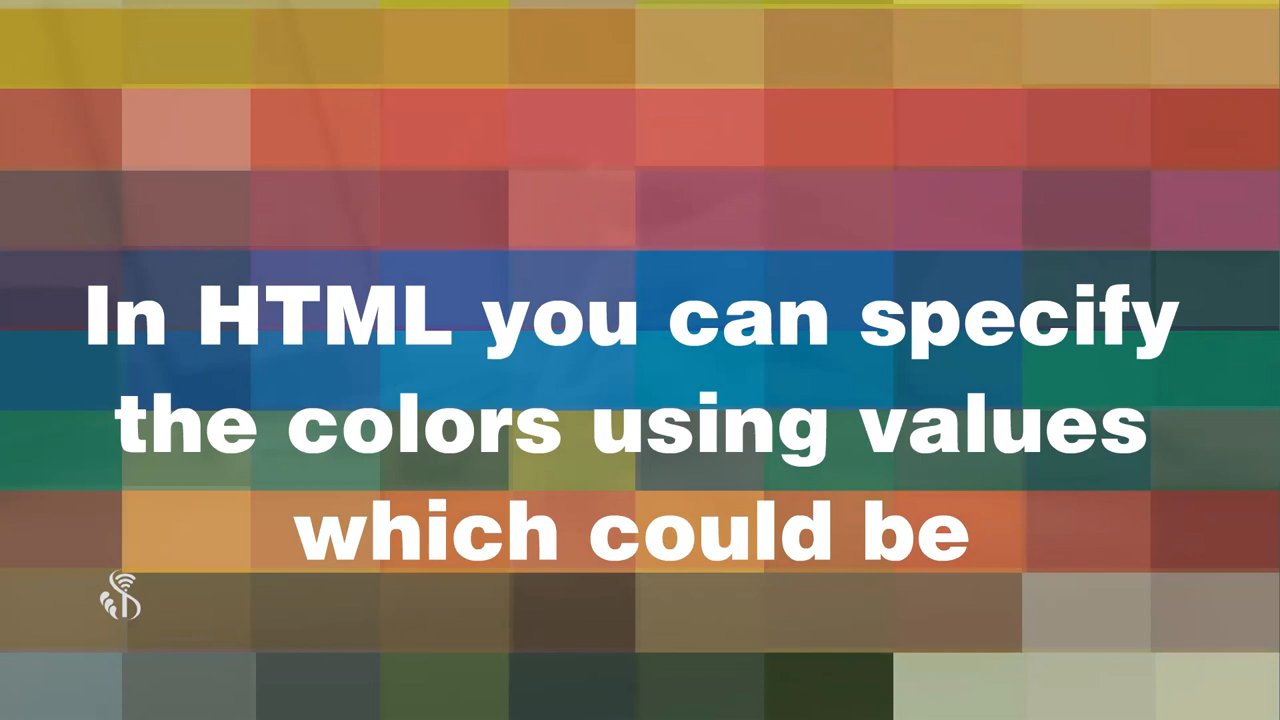 In HTML you can specify
the colors using values
which could be